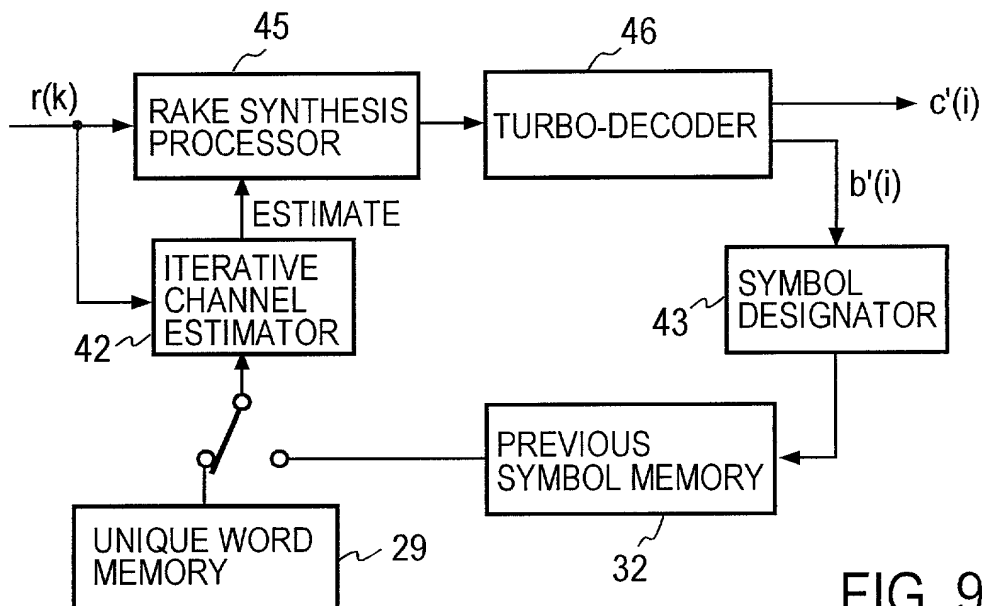 45
46
r(k)
RAKE SYNTHESIS
PROCESSOR
TURBO-DECODER
c'(i)
b'(i)
ESTIMATE
ITERATIVE
CHANNEL
ESTIMATOR
42
SYMBOL
DESIGNATOR
43
PREVIOUS
SYMBOL MEMORY
32
UNIQUE WORD
MEMORY
29
FIG. 9